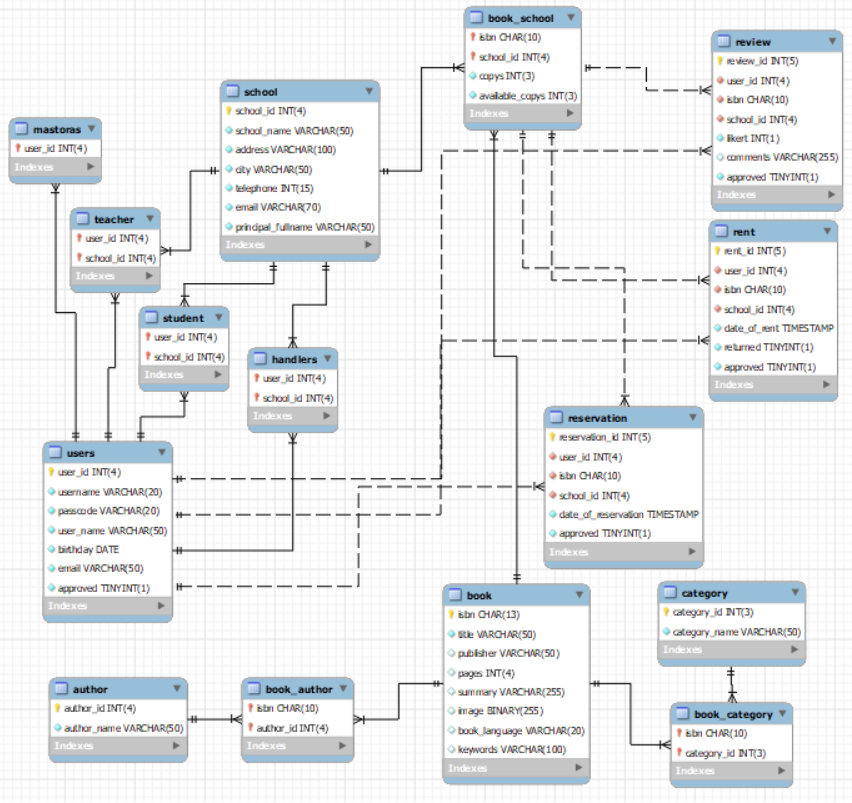 book_school
isbn CHAR(10)
school_id INT(4)
copys INT(3)
available_copys INT(3)
Indexes
review
review_id INT(5)
user_id INT(4)
isbn CHAR(10)
school_id INT(4)
likert INT(1)
comments VARCHAR(255)
approved TINYINT(1)
Indexes
school
school_id INT(4)
school_name VARCHAR(50)
address VARCHAR(100)
city VARCHAR(50)
telephone INT(15)
email VARCHAR(70)
principal_fullname VARCHAR(50)
Indexes
mastoras
user_id INT(4)
Indexes
teacher
user_id INT(4)
school_id INT(4)
Indexes
rent
rent_id INT(5)
user_id INT(4)
isbn CHAR(10)
school_id INT(4)
date_of_rent TIMESTAMP
returned TINYINT(1)
approved TINYINT(1)
Indexes
student
user_id INT(4)
school_id INT(4)
Indexes
handlers
user_id INT(4)
school_id INT(4)
Indexes
reservation
reservation_id INT(5)
user_id INT(4)
isbn CHAR(10)
school_id INT(4)
date_of_reservation TIMESTAMP
approved TINYINT(1)
Indexes
users
user_id INT(4)
username VARCHAR(20)
passcode VARCHAR(20)
user_name VARCHAR(50)
birthday DATE
email VARCHAR(50)
approved TINYINT(1)
Indexes
book
isbn CHAR(13)
title VARCHAR(50)
publisher VARCHAR(50)
pages INT(4)
summary VARCHAR(255)
image BINARY(255)
book_language VARCHAR(20)
keywords VARCHAR(100)
Indexes
category
category_id INT(3)
category_name VARCHAR(50)
Indexes
author
author_id INT(4)
author_name VARCHAR(50)
Indexes
book_author
isbn CHAR(10)
author_id INT(4)
Indexes
book_category
isbn CHAR(10)
category_id INT(3)
Indexes